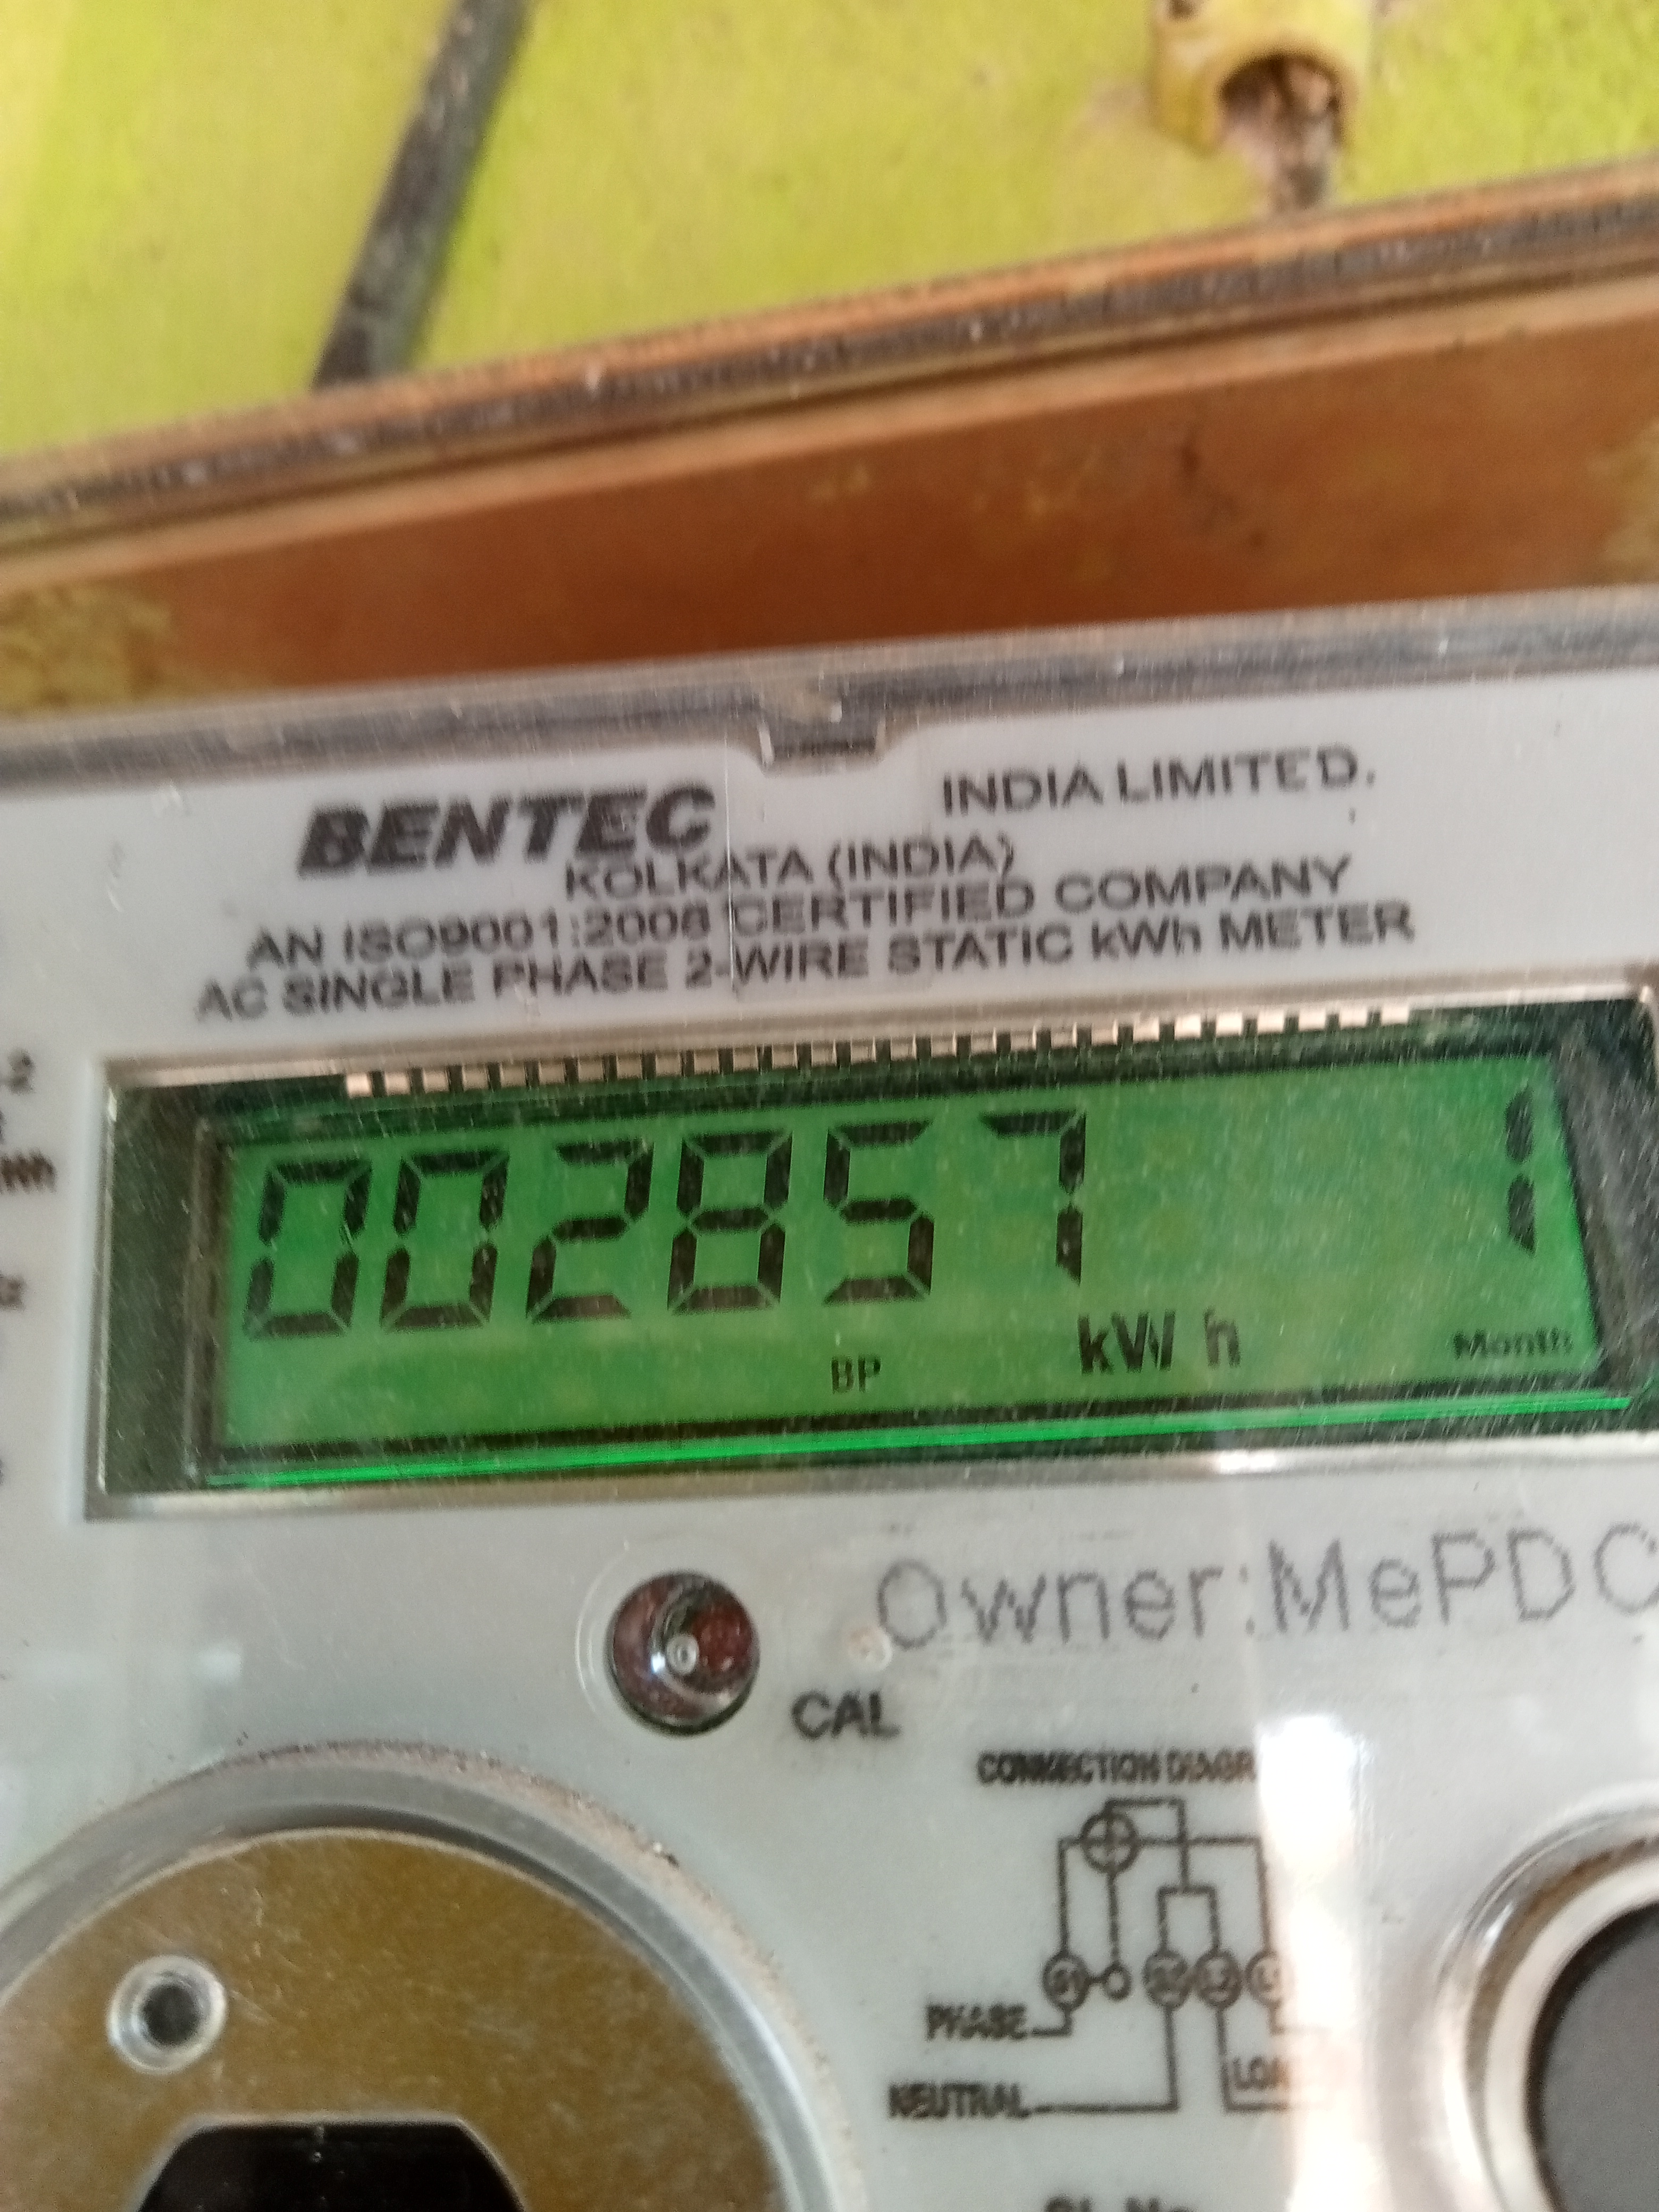 BENTEC INDIA LIMITED.
KOLKATA (INDIA)
AN ISO9001:2008 CERTIFIED COMPANY
AC SINGLE PHASE 2-WIRE STATIC kWh METER
002857 1
kWh
BP
Month
Owner:MePDC
CAL
CONNECTION DIAGR
PHASE
NEUTRAL
LOA